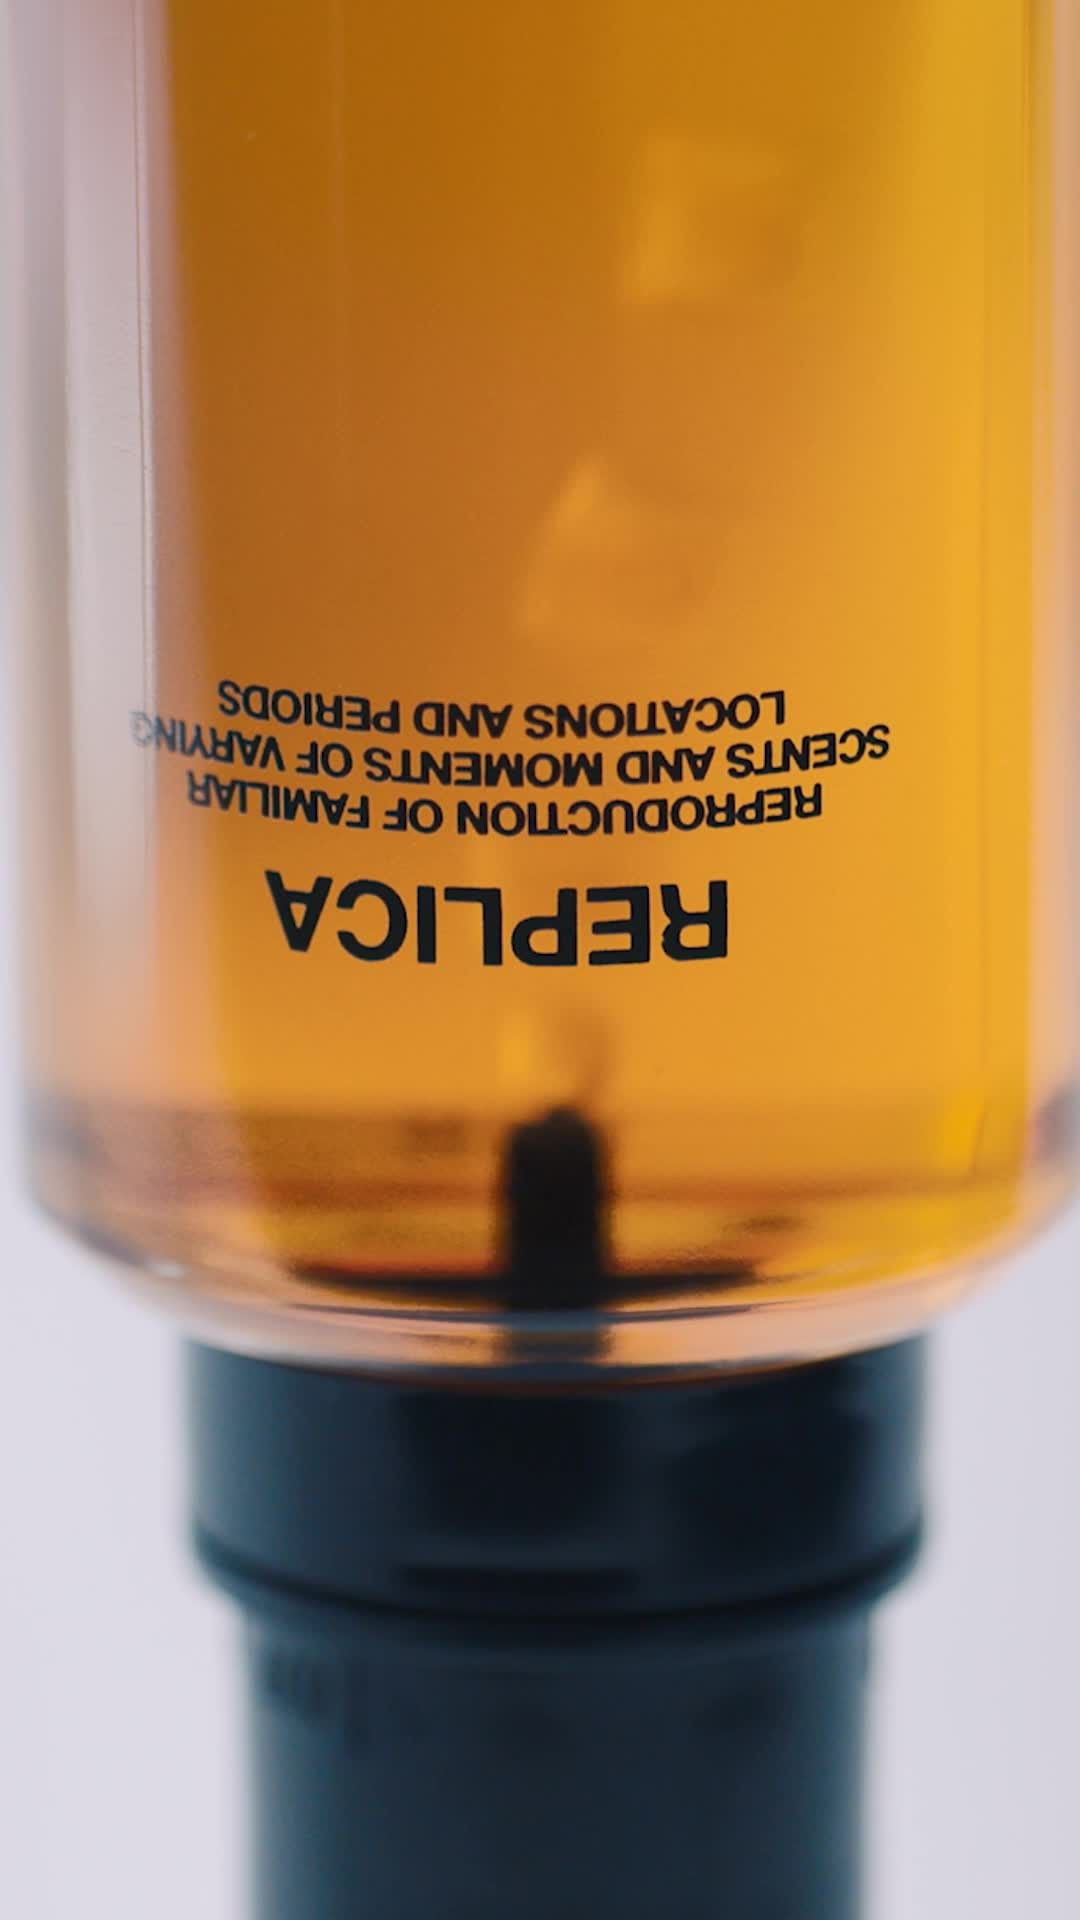 REPLICA
REPRODUCTION OF FAMILIAR
SCENTS AND MOMENTS OF VARYING
LOCATIONS AND PERIODS